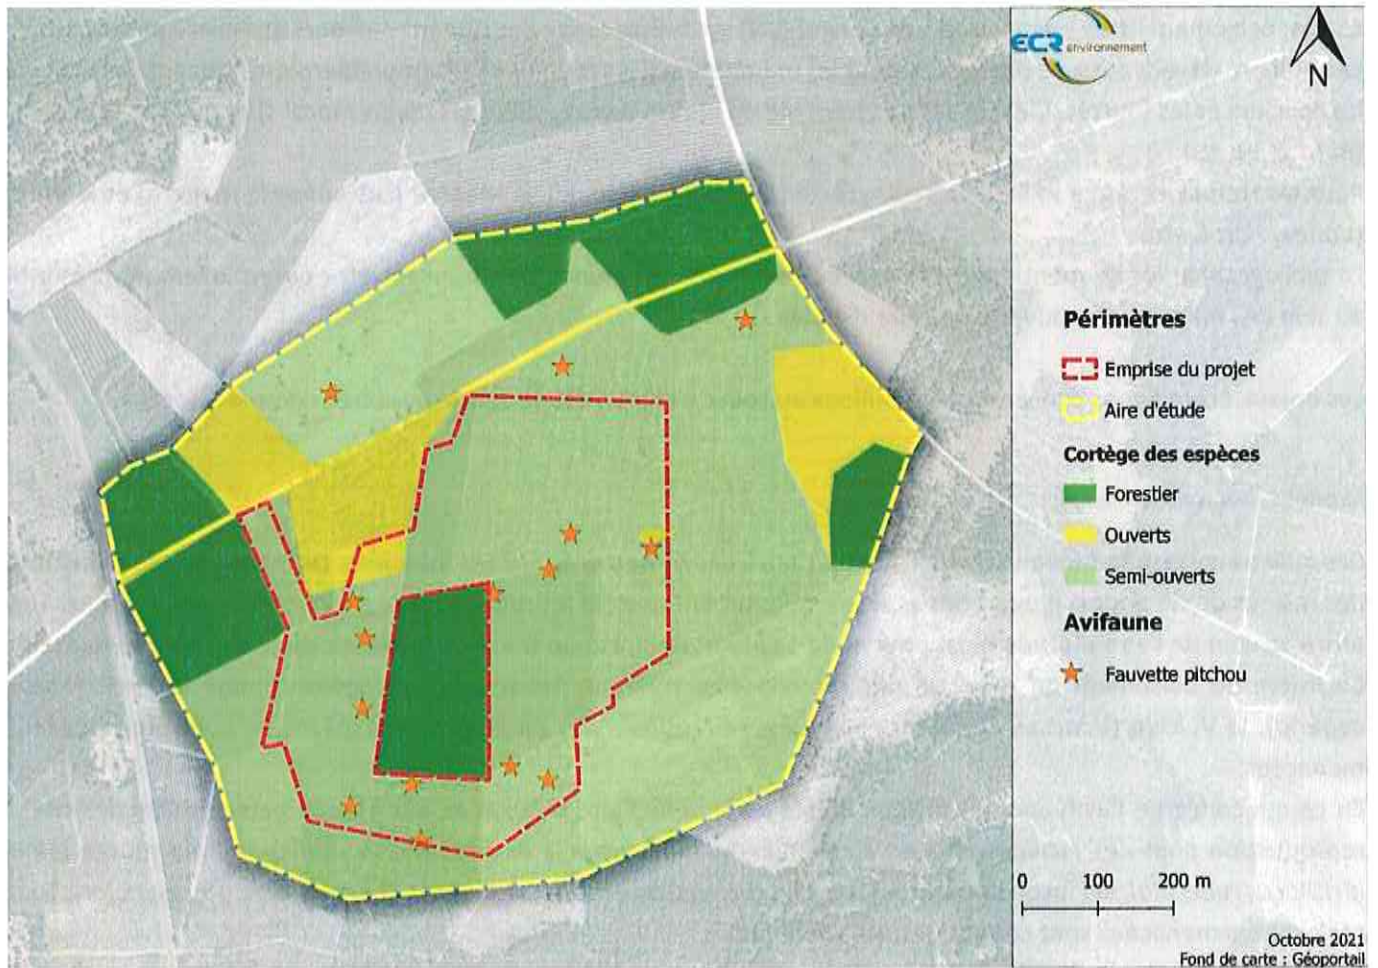 ECR environnement
N
Périmètres
Emprise du projet
Aire d'étude
Cortège des espèces
Forestier
Ouverts
Semi-ouverts
Avifaune
Fauvette pitchou
0 100 200 m
Octobre 2021
Fond de carte : Géoportail